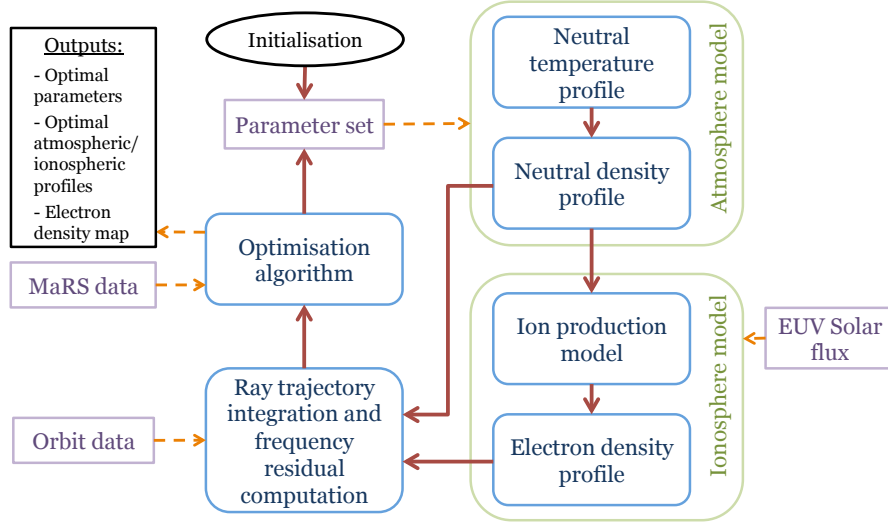 Outputs:
- Optimal
parameters
- Optimal
atmospheric/
ionospheric
profiles
- Electron
density map
Initialisation
Parameter set
Neutral
temperature
profile
Neutral density
profile
Atmosphere model
Optimisation
algorithm
MaRS data
Ion production
model
Electron density
profile
Ionosphere model
EUV Solar
flux
Ray trajectory
integration and
frequency
residual
computation
Orbit data